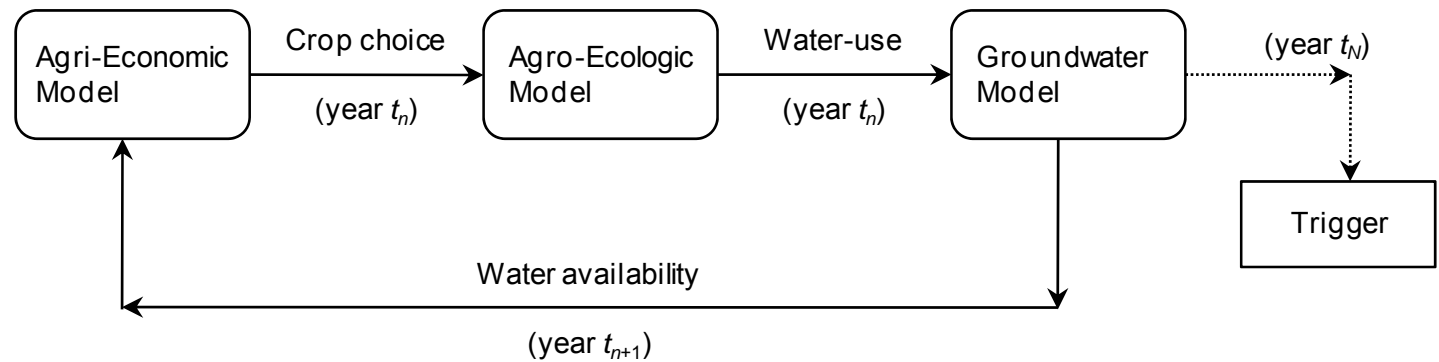 Agri-Economic
Model
Crop choice
(year tn)
Agro-Ecologic
Model
Water-use
(year tn)
Groundwater
Model
(year tN)
Trigger
Water availability
(year tn+1)